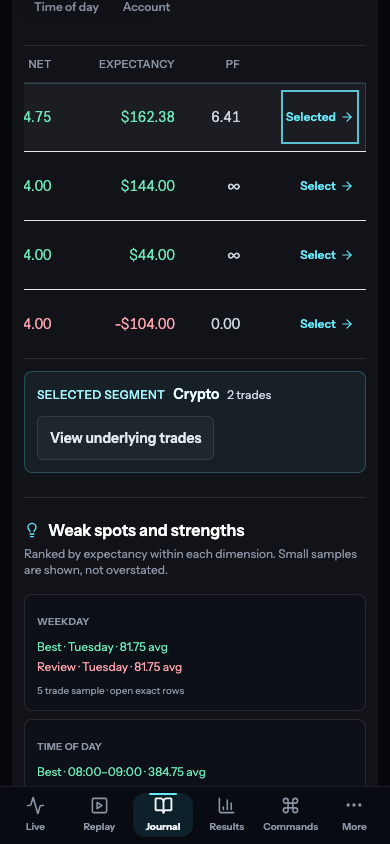 Time of day Account
NET EXPECTANCY PF
4.75 $162.38 6.41 Selected →
4.00 $144.00 ∞ Select →
4.00 $44.00 ∞ Select →
4.00 -$104.00 0.00 Select →
SELECTED SEGMENT Crypto 2 trades
View underlying trades
Weak spots and strengths
Ranked by expectancy within each dimension. Small samples
are shown, not overstated.
WEEKDAY
Best · Tuesday · 81.75 avg
Review · Tuesday · 81.75 avg
5 trade sample · open exact rows
TIME OF DAY
Best · 08:00–09:00 · 384.75 avg
Live Replay Journal Results Commands More